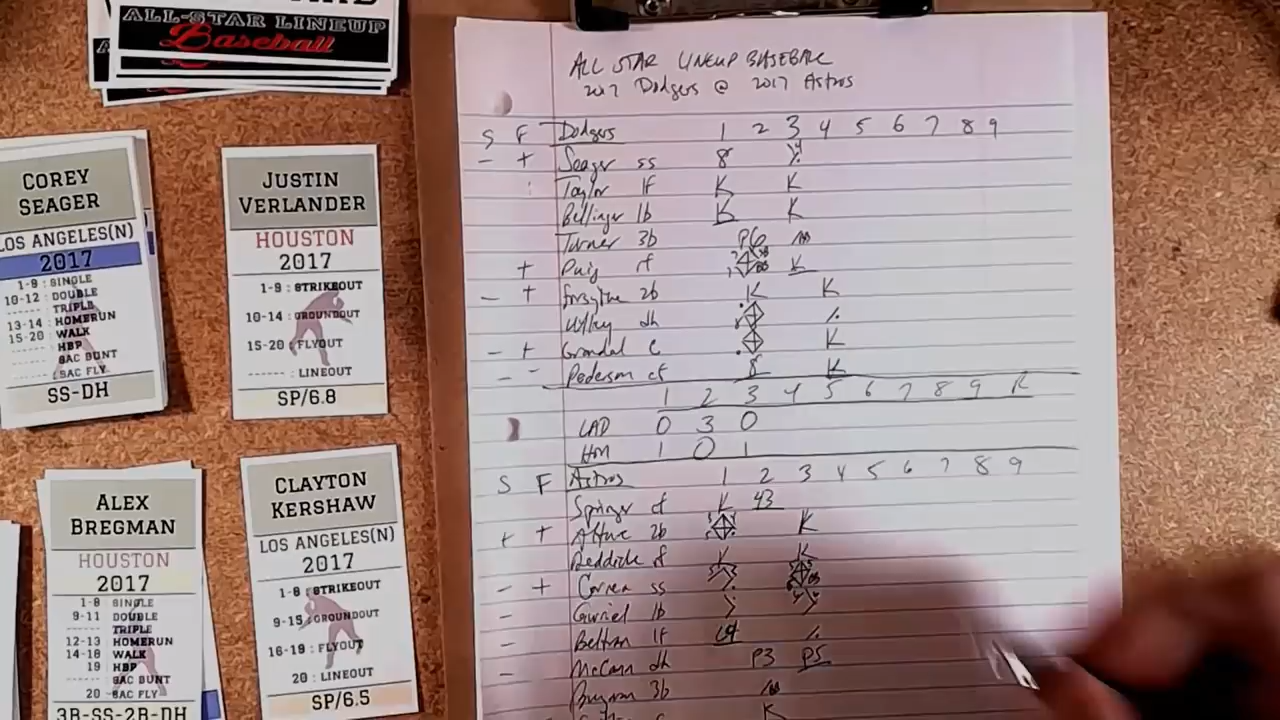 ALL-STAR LINEUP
Baseball
COREY
SEAGER
LOS ANGELES(N)
2017
1-9 : SINGLE
10-12 : DOUBLE
------ : TRIPLE
13-14 : HOMERUN
15-20 : WALK
------ : HBP
------ : SAC BUNT
------ : SAC FLY
SS-DH
JUSTIN
VERLANDER
HOUSTON
2017
1-9 : STRIKEOUT
10-14 : GROUNDOUT
15-20 : FLYOUT
------ : LINEOUT
SP/6.8
ALEX
BREGMAN
HOUSTON
2017
1-8 : SINGLE
9-11 : DOUBLE
------ : TRIPLE
12-13 : HOMERUN
14-18 : WALK
19 : HBP
------ : SAC BUNT
20 : SAC FLY
3B-SS-2B-DH
CLAYTON
KERSHAW
LOS ANGELES(N)
2017
1-8 : STRIKEOUT
9-15 : GROUNDOUT
16-19 : FLYOUT
20 : LINEOUT
SP/6.5
ALL STAR LINEUP BASEBALL
2017 Dodgers @ 2017 Astros
S F Dodgers 1 2 3 4 5 6 7 8 9
- + Seager ss 8
Taylor lf K K
Bellinger 1b K K
Turner 3b P6
+ Puig rf K
- + Forsythe 2b K K
Utley dh
- + Grandal c K
- - Pederson cf 8 K
1 2 3 4 5 6 7 8 9 R
LAD 0 3 0
HOU 1 0 1
S F Astros 1 2 3 4 5 6 7 8 9
Springer cf K 43
+ + Altuve 2b K
Reddick rf K K
- + Correa ss
- Gurriel 1b
- Beltran lf L4
- McCann dh P3 P5
Bregman 3b
K